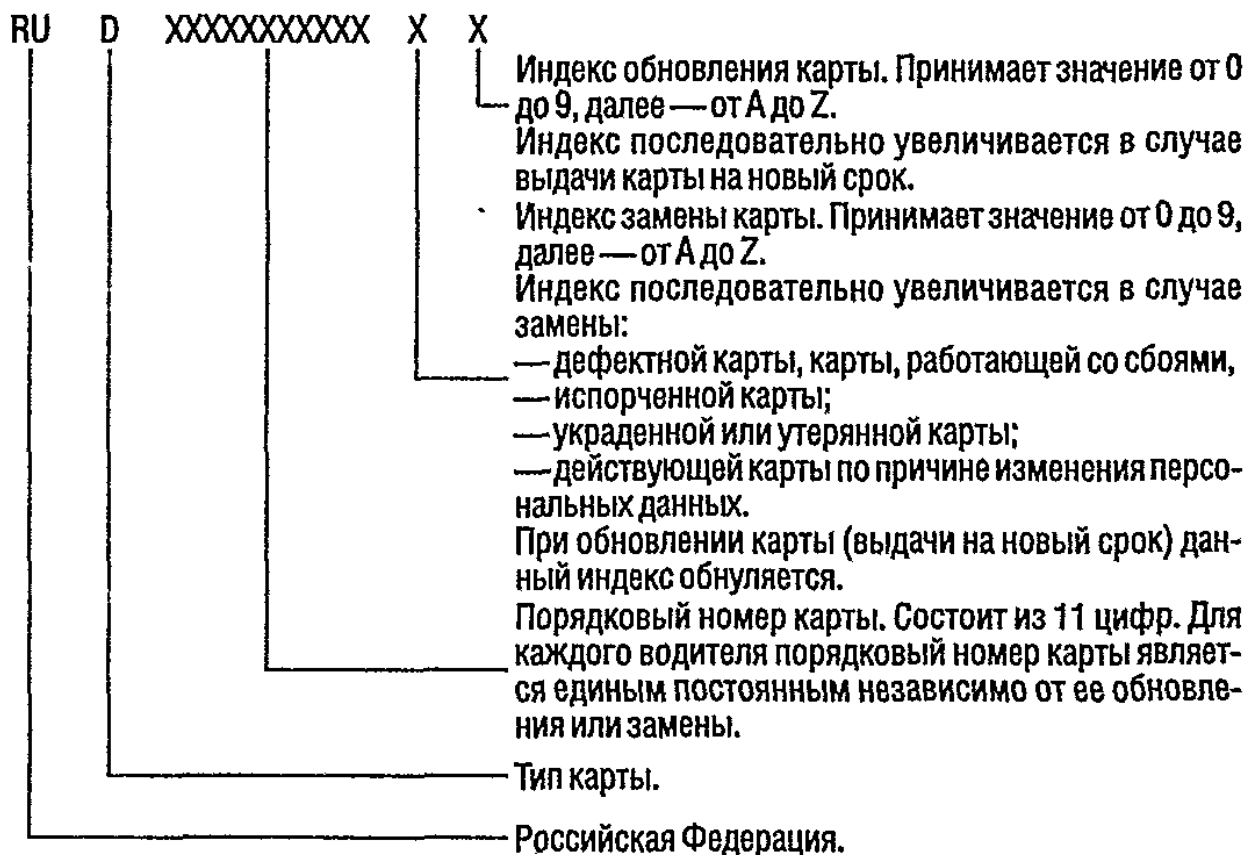 RU D XXXXXXXXXXX X X
Индекс обновления карты. Принимает значение от 0
до 9, далее — от A до Z.
Индекс последовательно увеличивается в случае
выдачи карты на новый срок.
Индекс замены карты. Принимает значение от 0 до 9,
далее — от A до Z.
Индекс последовательно увеличивается в случае
замены:
— дефектной карты, карты, работающей со сбоями,
— испорченной карты;
— украденной или утерянной карты;
— действующей карты по причине изменения персо-
нальных данных.
При обновлении карты (выдачи на новый срок) дан-
ный индекс обнуляется.
Порядковый номер карты. Состоит из 11 цифр. Для
каждого водителя порядковый номер карты являет-
ся единым постоянным независимо от ее обновле-
ния или замены.
Тип карты.
Российская Федерация.